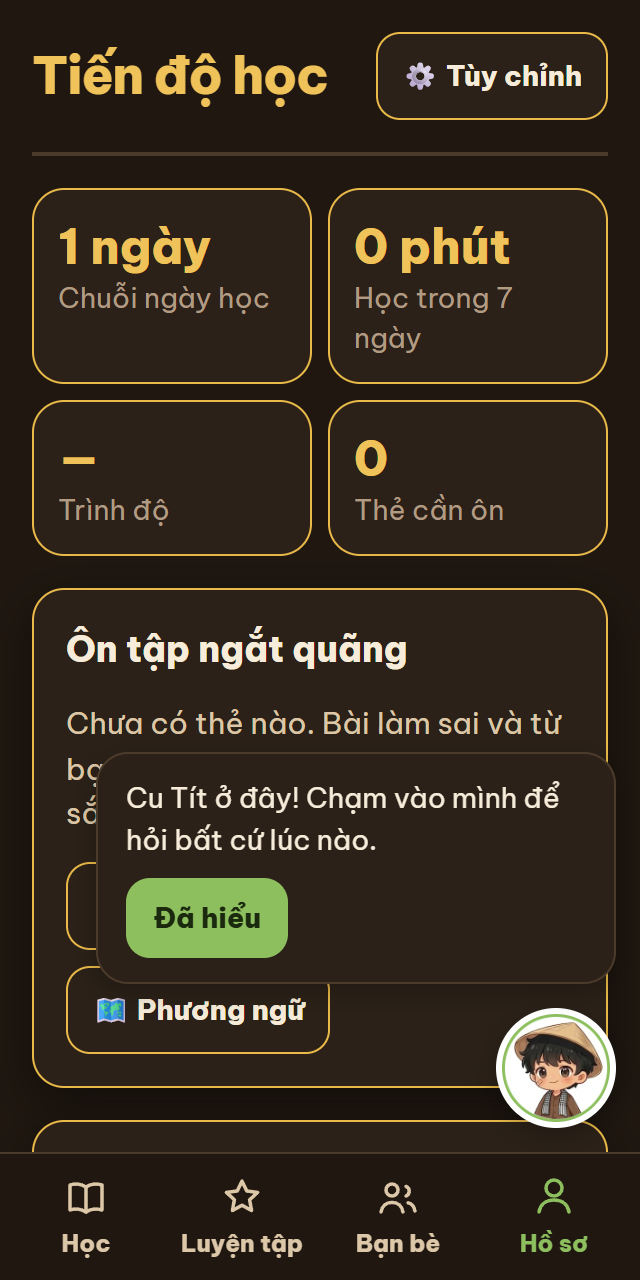 Tiến độ học
Tùy chỉnh
1 ngày
Chuỗi ngày học
0 phút
Học trong 7
ngày
–
Trình độ
0
Thẻ cần ôn
Ôn tập ngắt quãng
Chưa có thẻ nào. Bài làm sai và từ
Cu Tít ở đây! Chạm vào mình để
hỏi bất cứ lúc nào.
Đã hiểu
Phương ngữ
Học
Luyện tập
Bạn bè
Hồ sơ